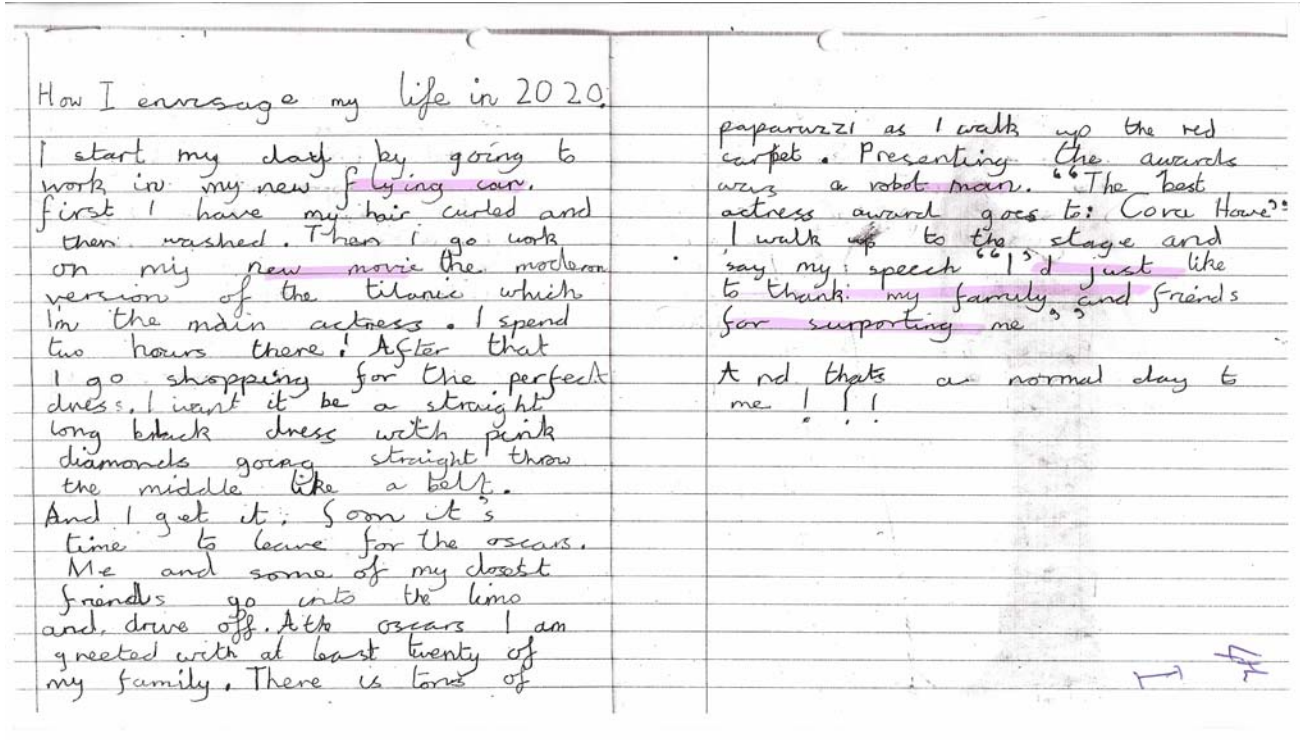 How I envisage my life in 2020.
I start my day by going to
work in my new flying car.
first I have my hair curled and
then washed. Then I go work
on my new movie the moderon
version of the titanic which
I'm the main actress. I spend
two hours there! After that
I go shopping for the perfect
dress. I want it be a straight
long black dress with pink
diamonds going straight throw
the middle like a belt.
And I get it; Soon it's
time to leave for the oscars.
Me and some of my closest
friends go into the limo
and drive off. At the oscars I am
greeted with at least twenty of
my family. There is tons of
paparuzzi as I walk up the red
carpet. Presenting the awards
was a robot man. “The best
actress award goes to: Cora Howe”:
I walk up to the stage and
say my speech “I'd just like
to thank my family and friends
for surporting me”
And thats a normal day to
me ! ! !